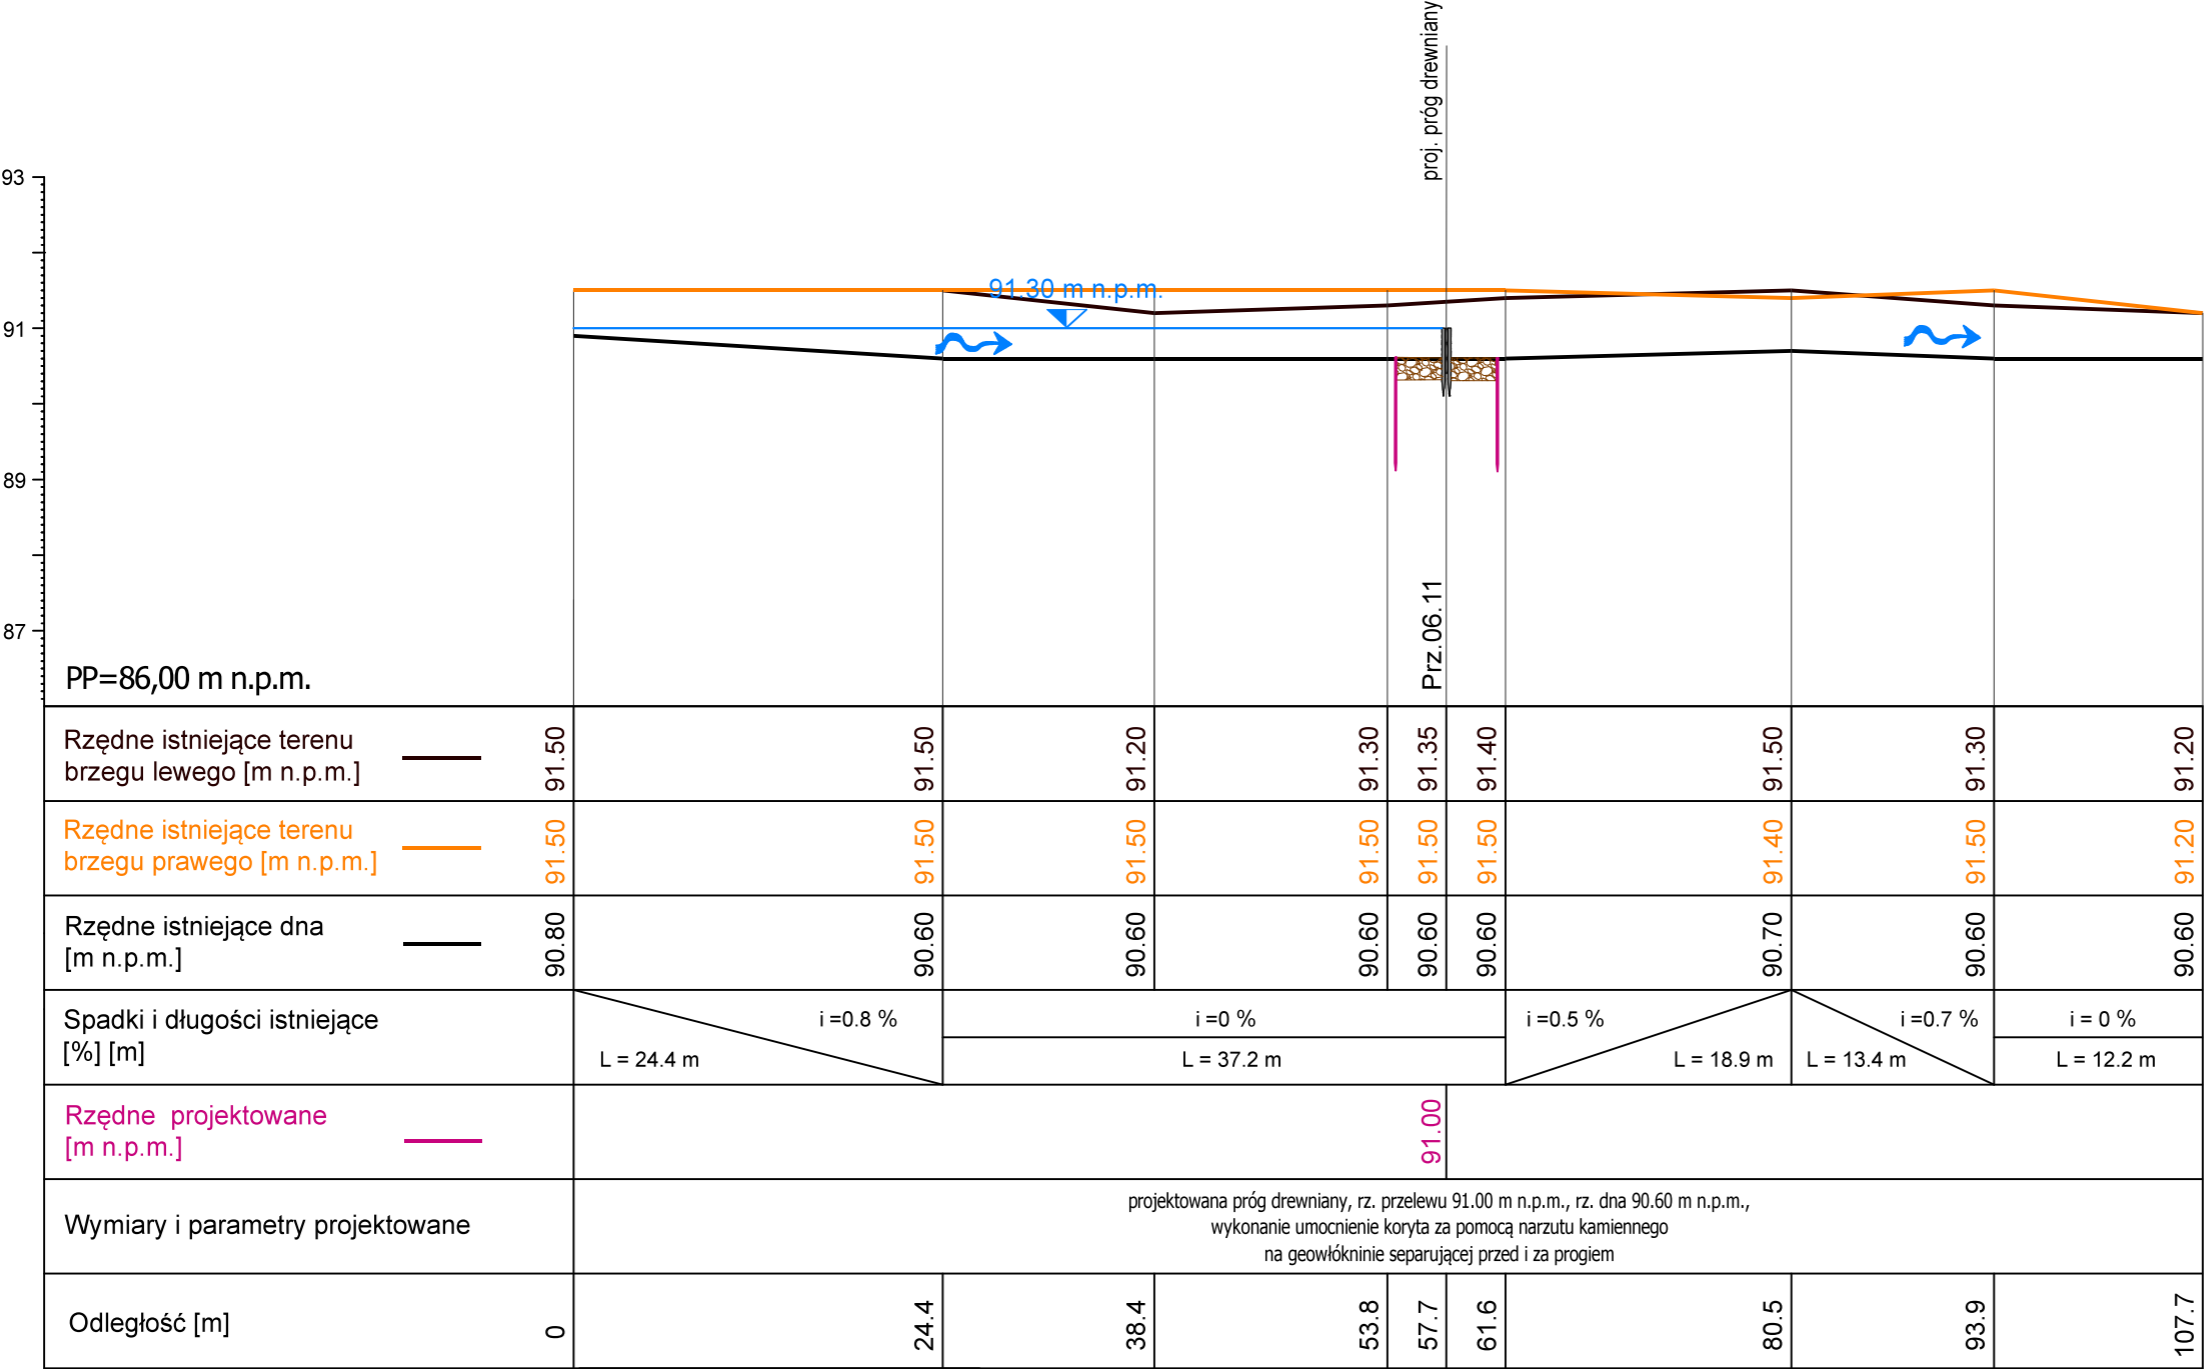 proj. próg drewniany
93
91
89
87
91.30 m n.p.m.
Prz.06.11
PP=86,00 m n.p.m.
Rzędne istniejące terenu
brzegu lewego [m n.p.m.]
91.50 91.50 91.20 91.30 91.35 91.40 91.50 91.30 91.20
Rzędne istniejące terenu
brzegu prawego [m n.p.m.]
91.50 91.50 91.50 91.50 91.50 91.50 91.40 91.50 91.20
Rzędne istniejące dna
[m n.p.m.]
90.80 90.60 90.60 90.60 90.60 90.60 90.70 90.60 90.60
Spadki i długości istniejące
[%] [m]
i =0.8 % i =0 % i =0.5 % i =0.7 % i = 0 %
L = 24.4 m L = 37.2 m L = 18.9 m L = 13.4 m L = 12.2 m
Rzędne projektowane
[m n.p.m.]
91.00
Wymiary i parametry projektowane
projektowana próg drewniany, rz. przelewu 91.00 m n.p.m., rz. dna 90.60 m n.p.m.,
wykonanie umocnienie koryta za pomocą narzutu kamiennego
na geowłókninie separującej przed i za progiem
Odległość [m]
0 24.4 38.4 53.8 57.7 61.6 80.5 93.9 107.7